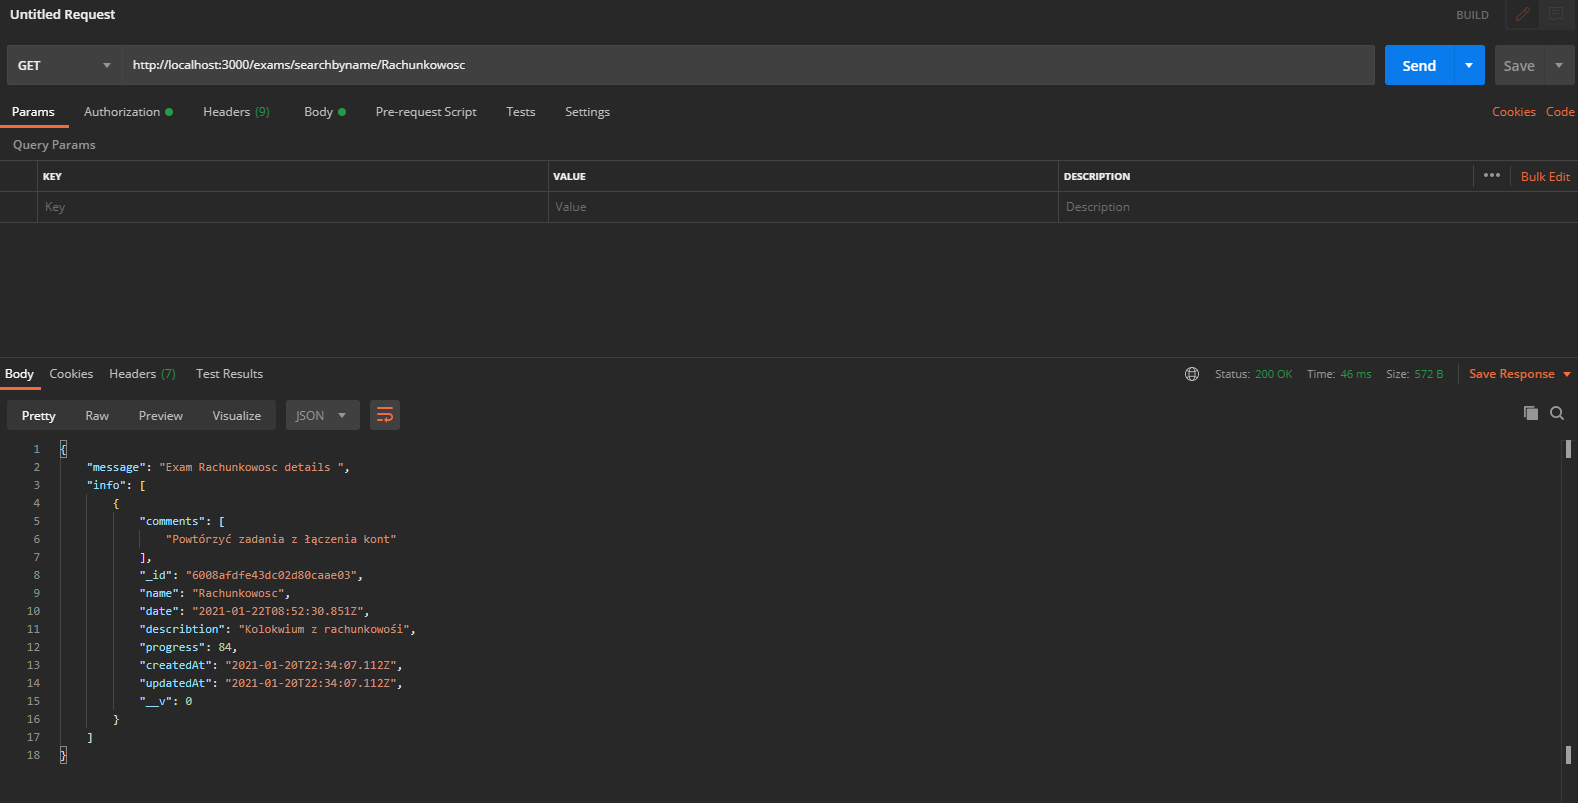 Untitled Request BUILD
GET http://localhost:3000/exams/searchbyname/Rachunkowosc Send Save
Params Authorization Headers (9) Body Pre-request Script Tests Settings Cookies Code
Query Params
KEY VALUE DESCRIPTION ••• Bulk Edit
Key Value Description
Body Cookies Headers (7) Test Results Status: 200 OK Time: 46 ms Size: 572 B Save Response
Pretty Raw Preview Visualize JSON
1 {
2 "message": "Exam Rachunkowosc details ",
3 "info": [
4 {
5 "comments": [
6 "Powtórzyć zadania z łączenia kont"
7 ],
8 "_id": "6008afdfe43dc02d80caae03",
9 "name": "Rachunkowosc",
10 "date": "2021-01-22T08:52:30.851Z",
11 "describtion": "Kolokwium z rachunkowośi",
12 "progress": 84,
13 "createdAt": "2021-01-20T22:34:07.112Z",
14 "updatedAt": "2021-01-20T22:34:07.112Z",
15 "__v": 0
16 }
17 ]
18 }